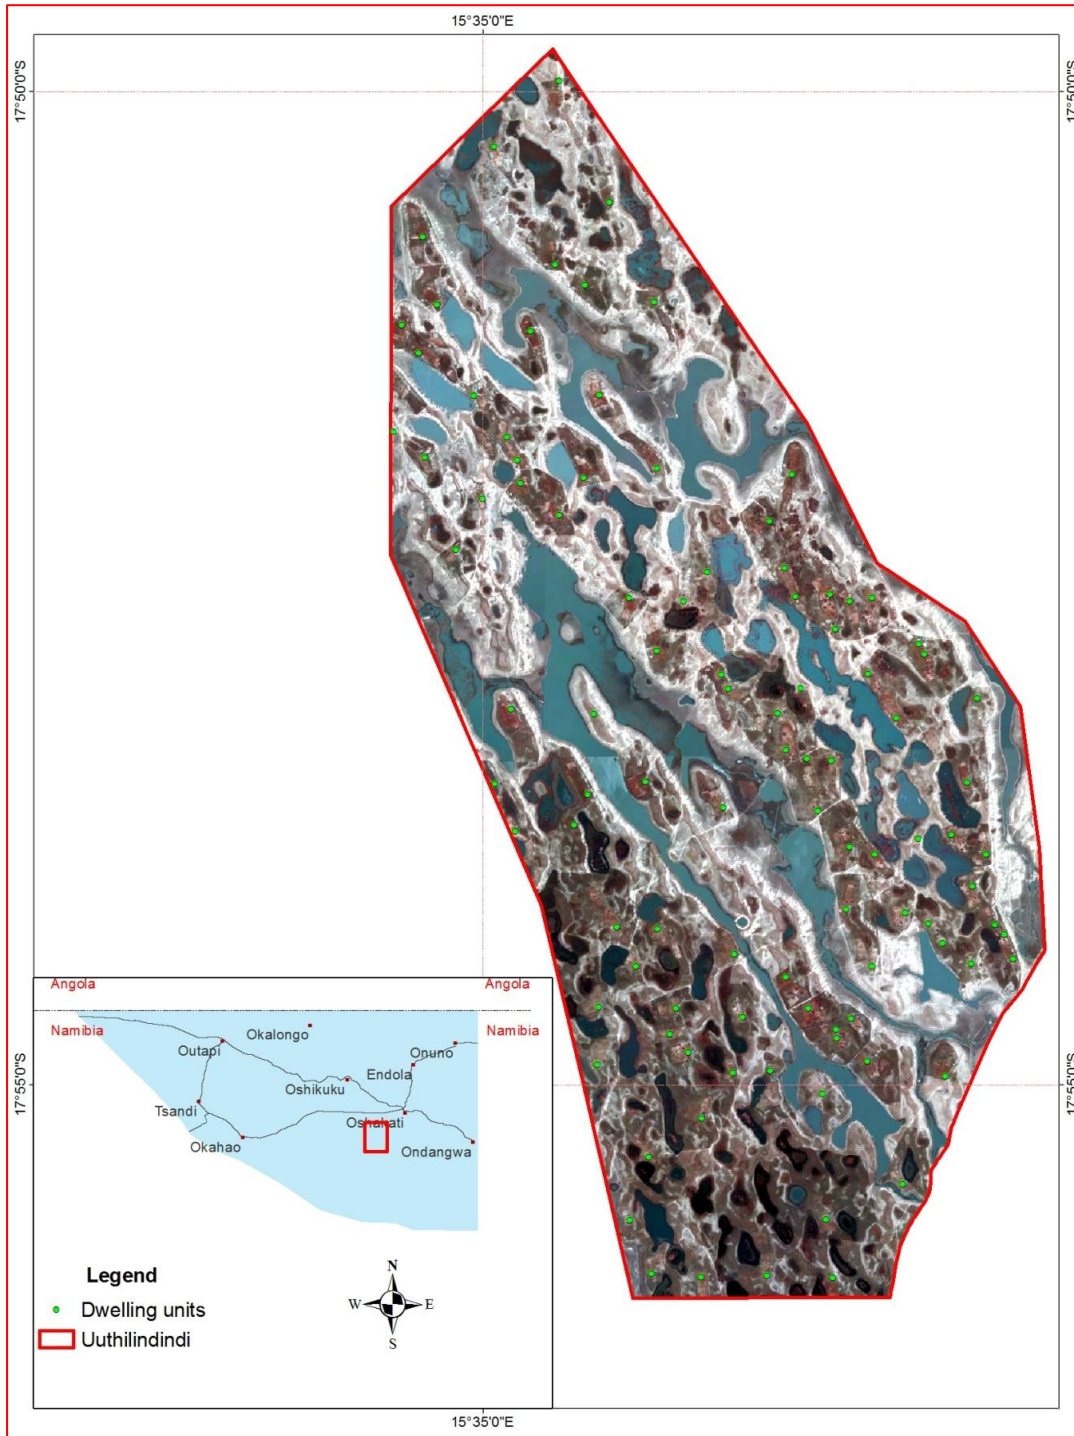 15°35'0"E
17°50'0"S
17°50'0"S
Angola
Angola
Namibia
Namibia
Okalongo
Outapi
Onuno
Endola
Oshikuku
Tsandi
Oshakati
Okahao
Ondangwa
17°55'0"S
17°55'0"S
Legend
Dwelling units
Uuthilindindi
N
W
E
S
15°35'0"E